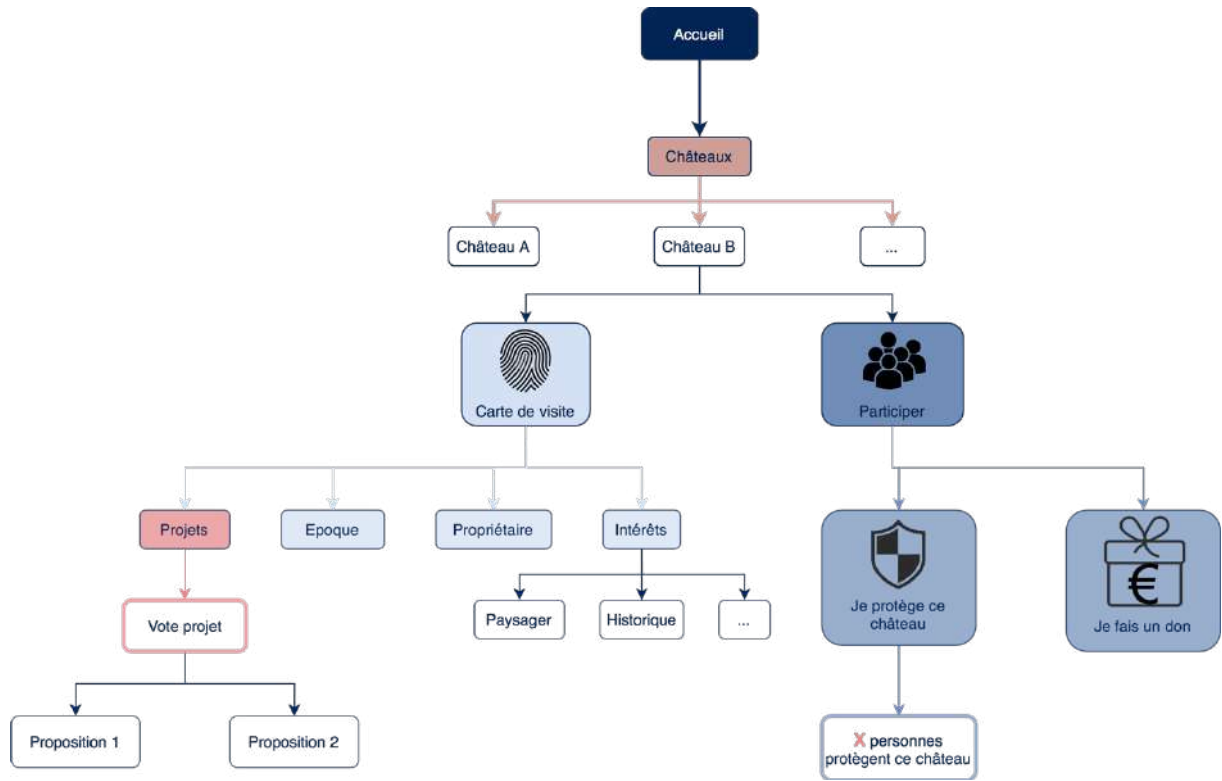 Accueil
Châteaux
Château A
Château B
...
Carte de visite
Participer
Projets
Epoque
Propriétaire
Intérêts
Vote projet
Paysager
Historique
...
Je protège ce
château
€
Je fais un don
Proposition 1
Proposition 2
X personnes
protègent ce château